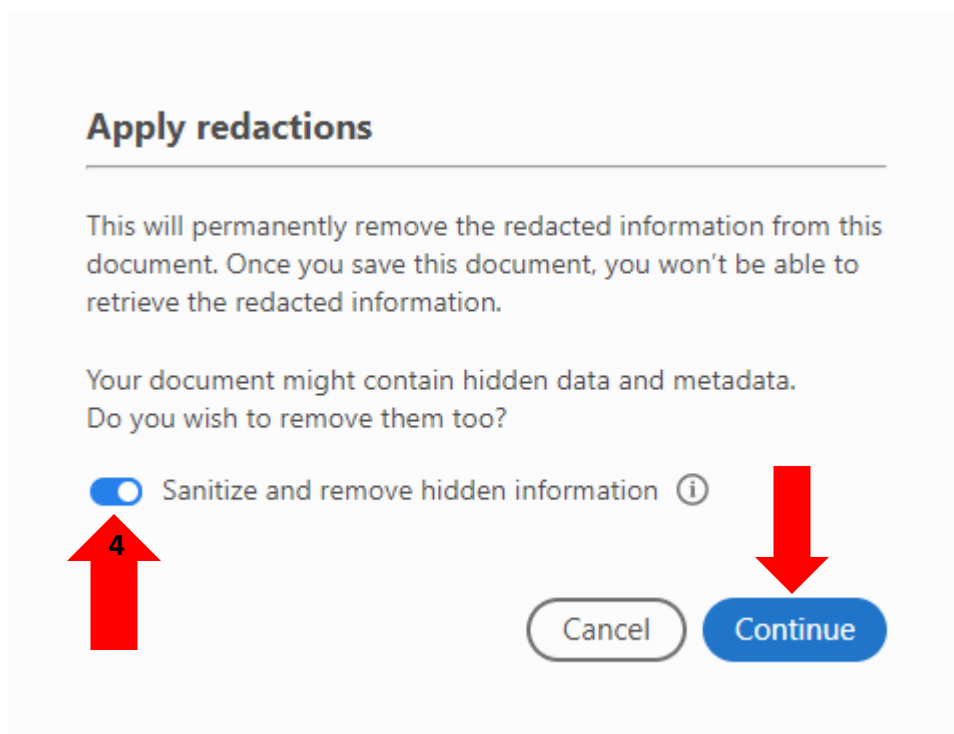 Apply redactions
This will permanently remove the redacted information from this
document. Once you save this document, you won't be able to
retrieve the redacted information.
Your document might contain hidden data and metadata.
Do you wish to remove them too?
Sanitize and remove hidden information
4
Cancel
Continue